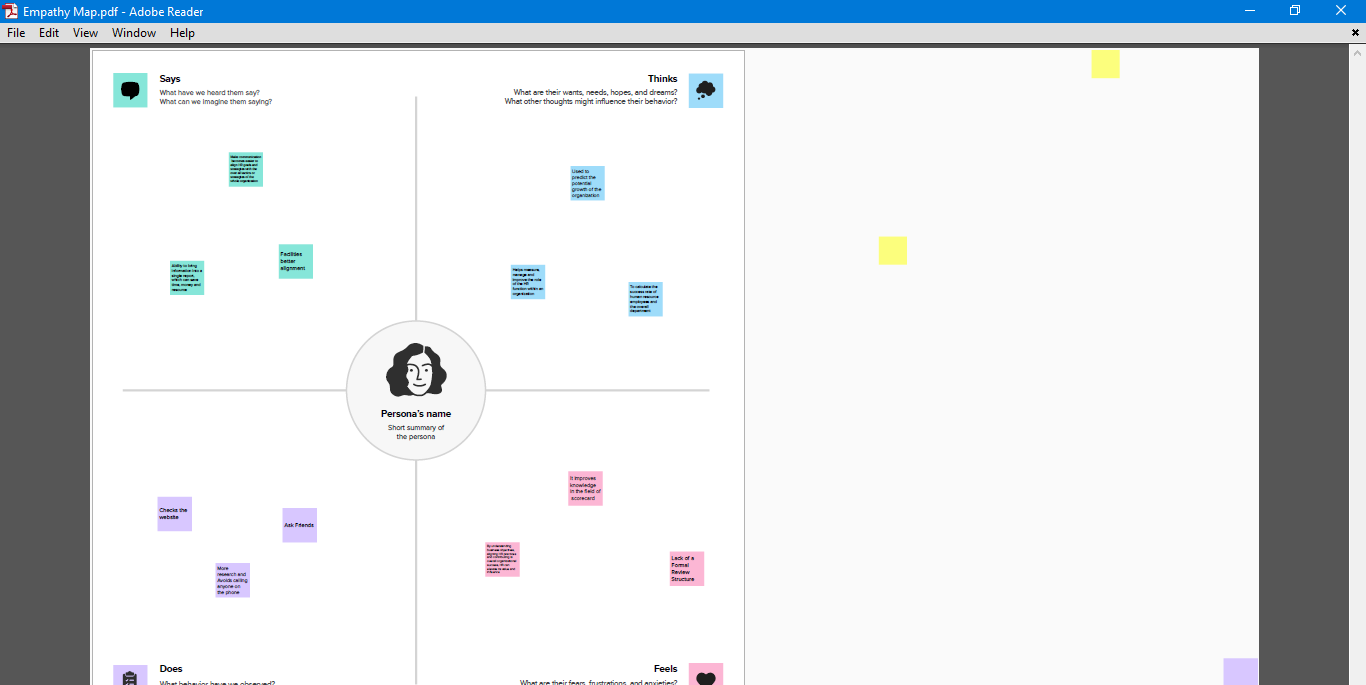 Empathy Map.pdf - Adobe Reader
File Edit View Window Help
Says
What have we heard them say?
What can we imagine them saying?
Thinks
What are their wants, needs, hopes, and dreams?
What other thoughts might influence their behavior?
Used to
predict the
potential
growth of the
organization
Facilities
better
alignment
Ability to bring
information into a
single report,
which can save
time, money and
resource
Helps measure,
manage and
improve the role
of the HR
function within an
organization
To calculate the
success rate of
human resource
employees and
the overall
department
Persona's name
Short summary of
the persona
It improves
knowledge
in the field of
scorecard
Checks the
website
Ask Friends
More
research and
Avoids calling
anyone on
the phone
Lack of a
Formal
Review
Structure
Does
What behavior have we observed?
Feels
What are their fears, frustrations, and anxieties?